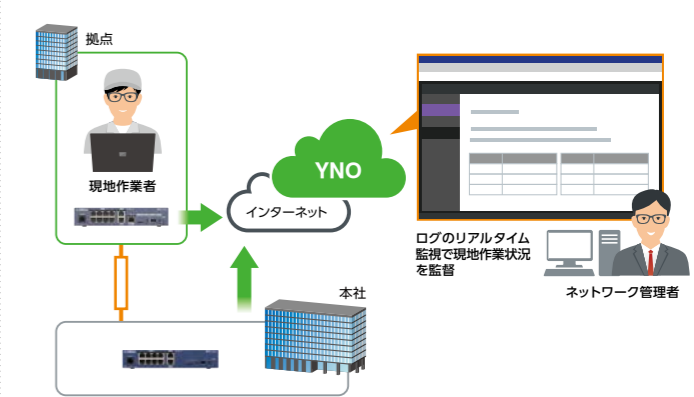 拠点
現地作業者
YNO
インターネット
本社
ログのリアルタイム
監視で現地作業状況
を監督
ネットワーク管理者